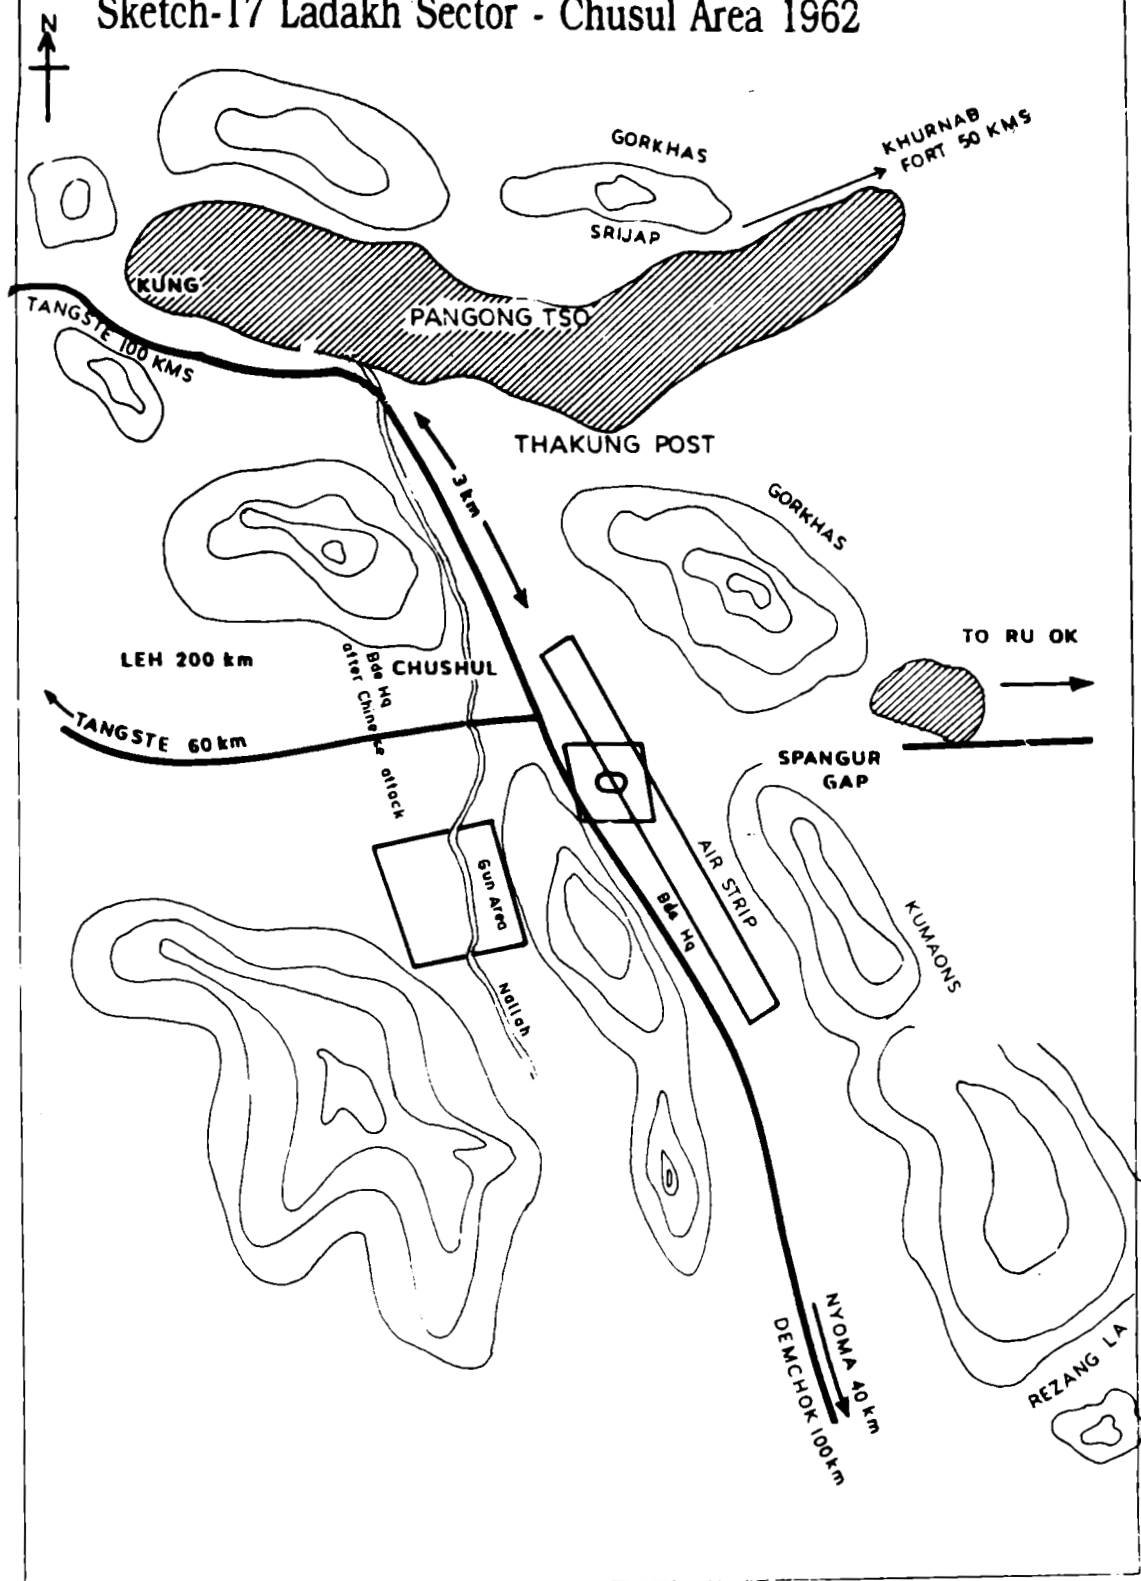 Sketch-17 Ladakh Sector - Chusul Area 1962
N
GORKHAS
KHURNAB
FORT 50 KMS
SRIJAP
KUNG
PANGONG TSO
TANGSTE 100 KMS
THAKUNG POST
3 km
GORKHAS
TO RU OK
LEH 200 km
Bde Hq
after Chinese attack
CHUSHUL
TANGSTE 60 km
SPANGUR
GAP
AIR STRIP
Gun Area
Bde Hq
KUMAONS
Nallah
NYOMA 40 km
DEMCHOK 100km
REZANG LA